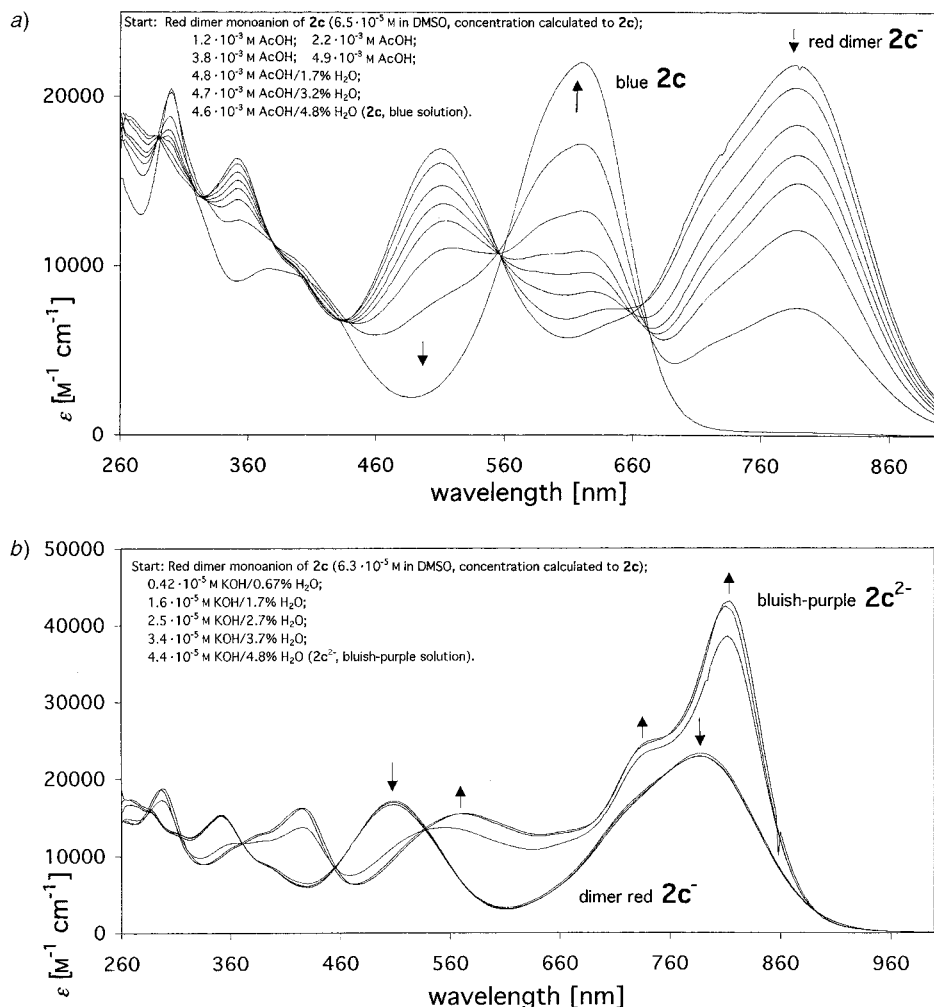 a)
Start: Red dimer monoanion of 2c (6.5·10⁻⁵ M in DMSO, concentration calculated to 2c);
1.2·10⁻³ M AcOH; 2.2·10⁻³ M AcOH;
3.8·10⁻³ M AcOH; 4.9·10⁻³ M AcOH;
4.8·10⁻³ M AcOH/1.7% H₂O;
4.7·10⁻³ M AcOH/3.2% H₂O;
4.6·10⁻³ M AcOH/4.8% H₂O (2c, blue solution).
blue 2c
red dimer 2c⁻
20000
10000
0
ε [M⁻¹ cm⁻¹]
260 360 460 560 660 760 860
wavelength [nm]
b)
50000
Start: Red dimer monoanion of 2c (6.3·10⁻⁵ M in DMSO, concentration calculated to 2c);
0.42·10⁻⁵ M KOH/0.67% H₂O;
1.6·10⁻⁵ M KOH/1.7% H₂O;
2.5·10⁻⁵ M KOH/2.7% H₂O;
3.4·10⁻⁵ M KOH/3.7% H₂O;
4.4·10⁻⁵ M KOH/4.8% H₂O (2c²⁻, bluish-purple solution).
bluish-purple 2c²⁻
40000
30000
20000
10000
0
dimer red 2c⁻
ε [M⁻¹ cm⁻¹]
260 360 460 560 660 760 860 960
wavelength [nm]